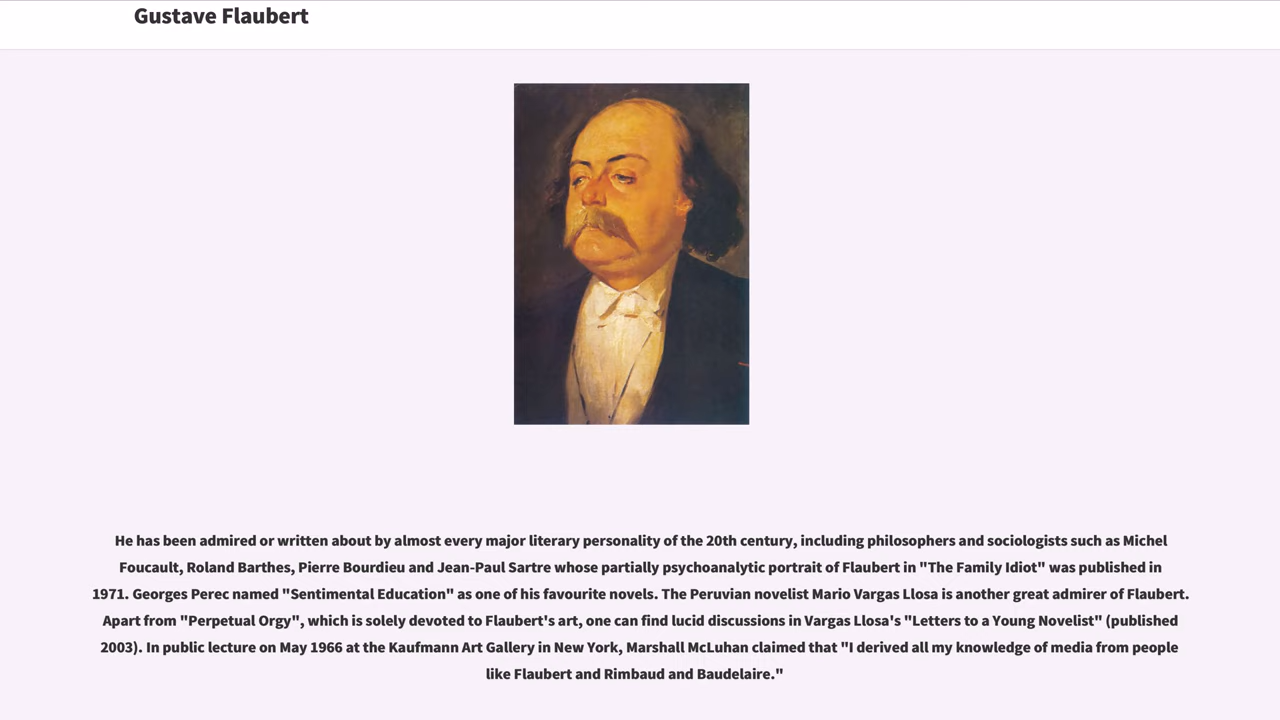 Gustave Flaubert
He has been admired or written about by almost every major literary personality of the 20th century, including philosophers and sociologists such as Michel
Foucault, Roland Barthes, Pierre Bourdieu and Jean-Paul Sartre whose partially psychoanalytic portrait of Flaubert in "The Family Idiot" was published in
1971. Georges Perec named "Sentimental Education" as one of his favourite novels. The Peruvian novelist Mario Vargas Llosa is another great admirer of Flaubert.
Apart from "Perpetual Orgy", which is solely devoted to Flaubert's art, one can find lucid discussions in Vargas Llosa's "Letters to a Young Novelist" (published
2003). In public lecture on May 1966 at the Kaufmann Art Gallery in New York, Marshall McLuhan claimed that "I derived all my knowledge of media from people
like Flaubert and Rimbaud and Baudelaire."